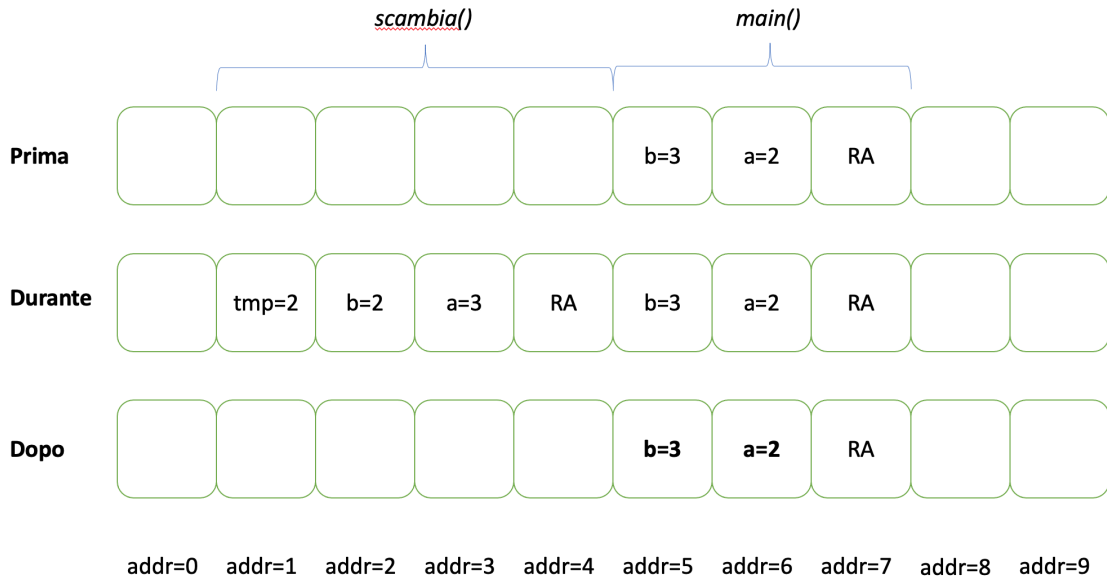 scambia() main()
Prima b=3 a=2 RA
Durante tmp=2 b=2 a=3 RA b=3 a=2 RA
Dopo b=3 a=2 RA
addr=0 addr=1 addr=2 addr=3 addr=4 addr=5 addr=6 addr=7 addr=8 addr=9